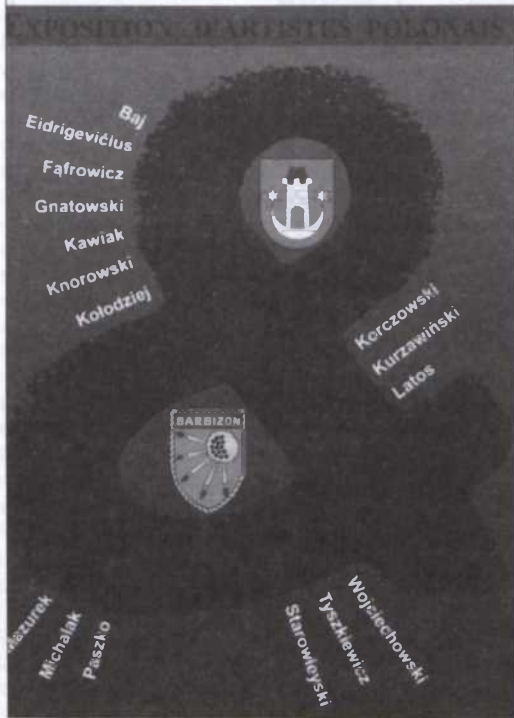 EXPOSITION D'ARTISTES POLONAIS
Baj
Eidrigevičius
Fąfrowicz
Gnatowski
Kawiak
Knorowski
Kołodziej
Korczowski
Kurzawiński
Latos
BARBIZON
Mazurek
Michalak
Paszko
Starowieyski
Tyszkiewicz
Wojciechowski